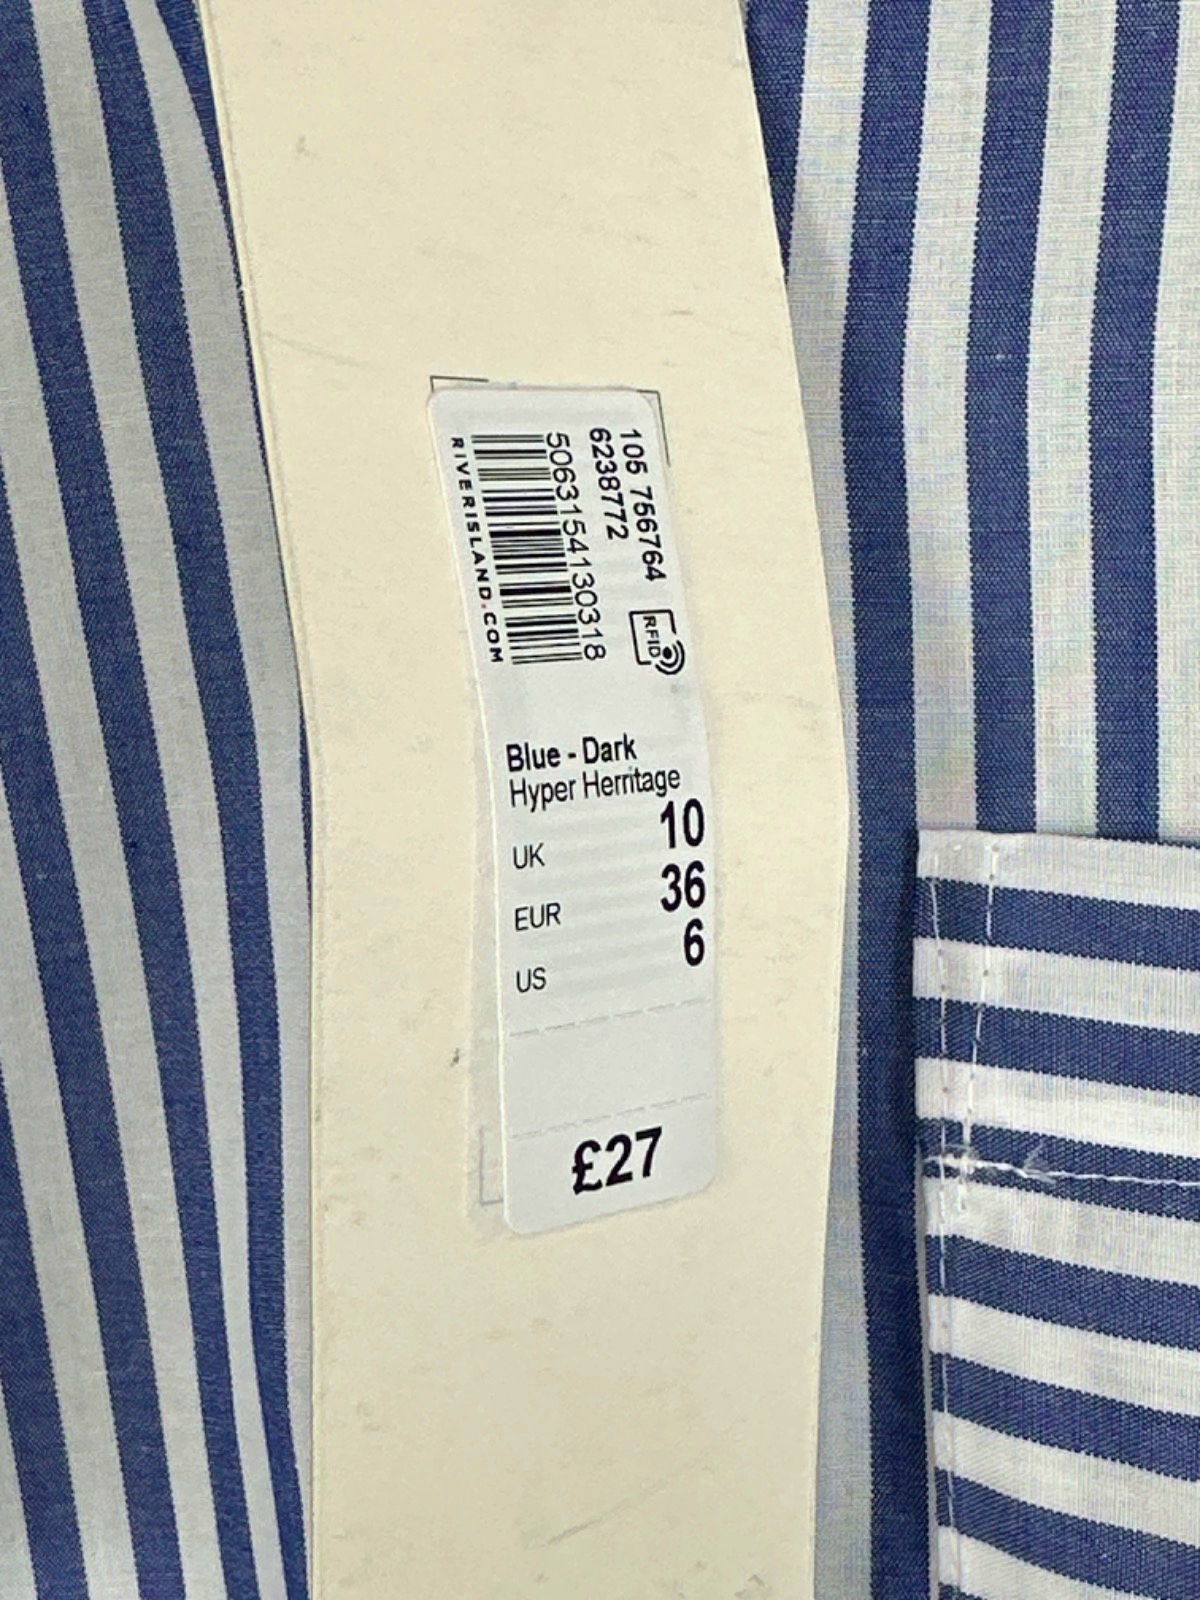 105 756764
6238772
RFID
5063154130318
RIVERISLAND.COM
Blue - Dark
Hyper Herritage
UK 10
EUR 36
US 6
£27